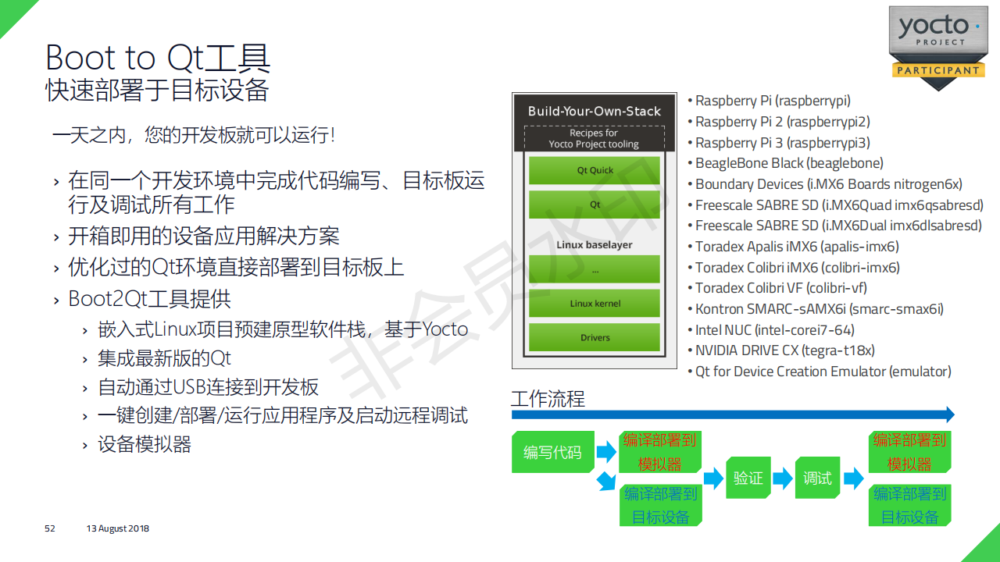 yocto
PROJECT
PARTICIPANT
Boot to Qt工具
快速部署于目标设备
一天之内，您的开发板就可以运行！
› 在同一个开发环境中完成代码编写、目标板运
行及调试所有工作
› 开箱即用的设备应用解决方案
› 优化过的Qt环境直接部署到目标板上
› Boot2Qt工具提供
› 嵌入式Linux项目预建原型软件栈，基于Yocto
› 集成最新版的Qt
› 自动通过USB连接到开发板
› 一键创建/部署/运行应用程序及启动远程调试
› 设备模拟器
Build-Your-Own-Stack
Recipes for
Yocto Project tooling
Qt Quick
Qt
Linux baselayer
...
Linux kernel
Drivers
• Raspberry Pi (raspberrypi)
• Raspberry Pi 2 (raspberrypi2)
• Raspberry Pi 3 (raspberrypi3)
• BeagleBone Black (beaglebone)
• Boundary Devices (i.MX6 Boards nitrogen6x)
• Freescale SABRE SD (i.MX6Quad imx6qsabresd)
• Freescale SABRE SD (i.MX6Dual imx6dlsabresd)
• Toradex Apalis iMX6 (apalis-imx6)
• Toradex Colibri iMX6 (colibri-imx6)
• Toradex Colibri VF (colibri-vf)
• Kontron SMARC-sAMX6i (smarc-smax6i)
• Intel NUC (intel-corei7-64)
• NVIDIA DRIVE CX (tegra-t18x)
• Qt for Device Creation Emulator (emulator)
非会员水印
工作流程
编写代码
编译部署到
模拟器
编译部署到
目标设备
验证
调试
编译部署到
模拟器
编译部署到
目标设备
52
13 August 2018